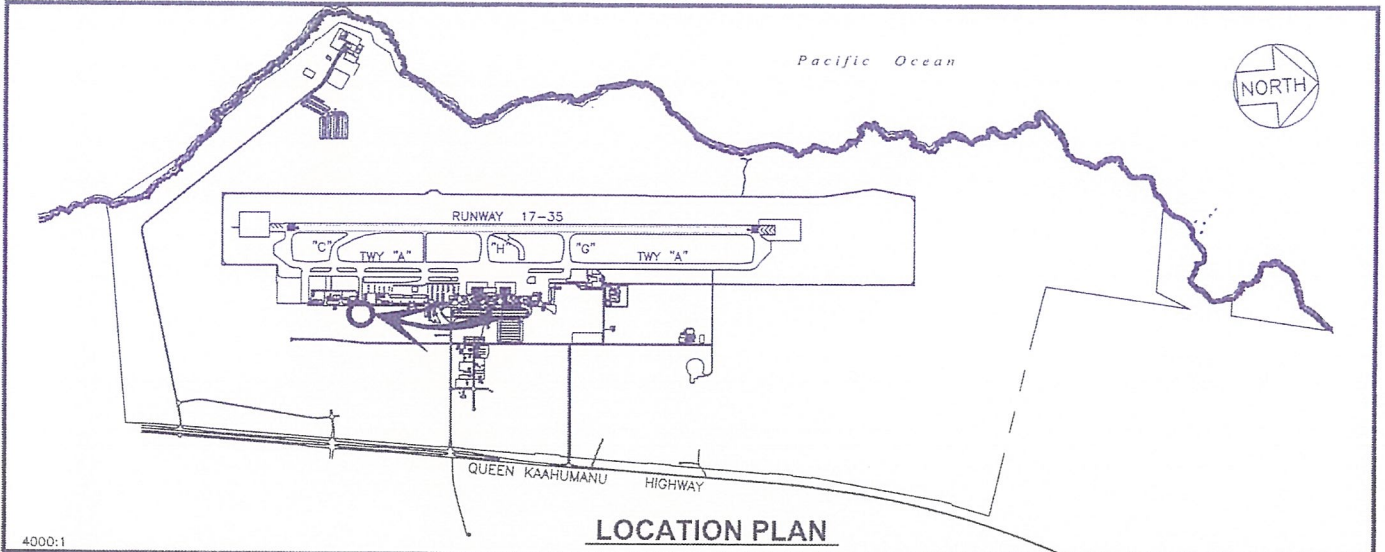 Pacific Ocean
NORTH
RUNWAY 17-35
"C"
TWY "A"
"H"
"G"
TWY "A"
QUEEN KAAHUMANU HIGHWAY
LOCATION PLAN
4000:1